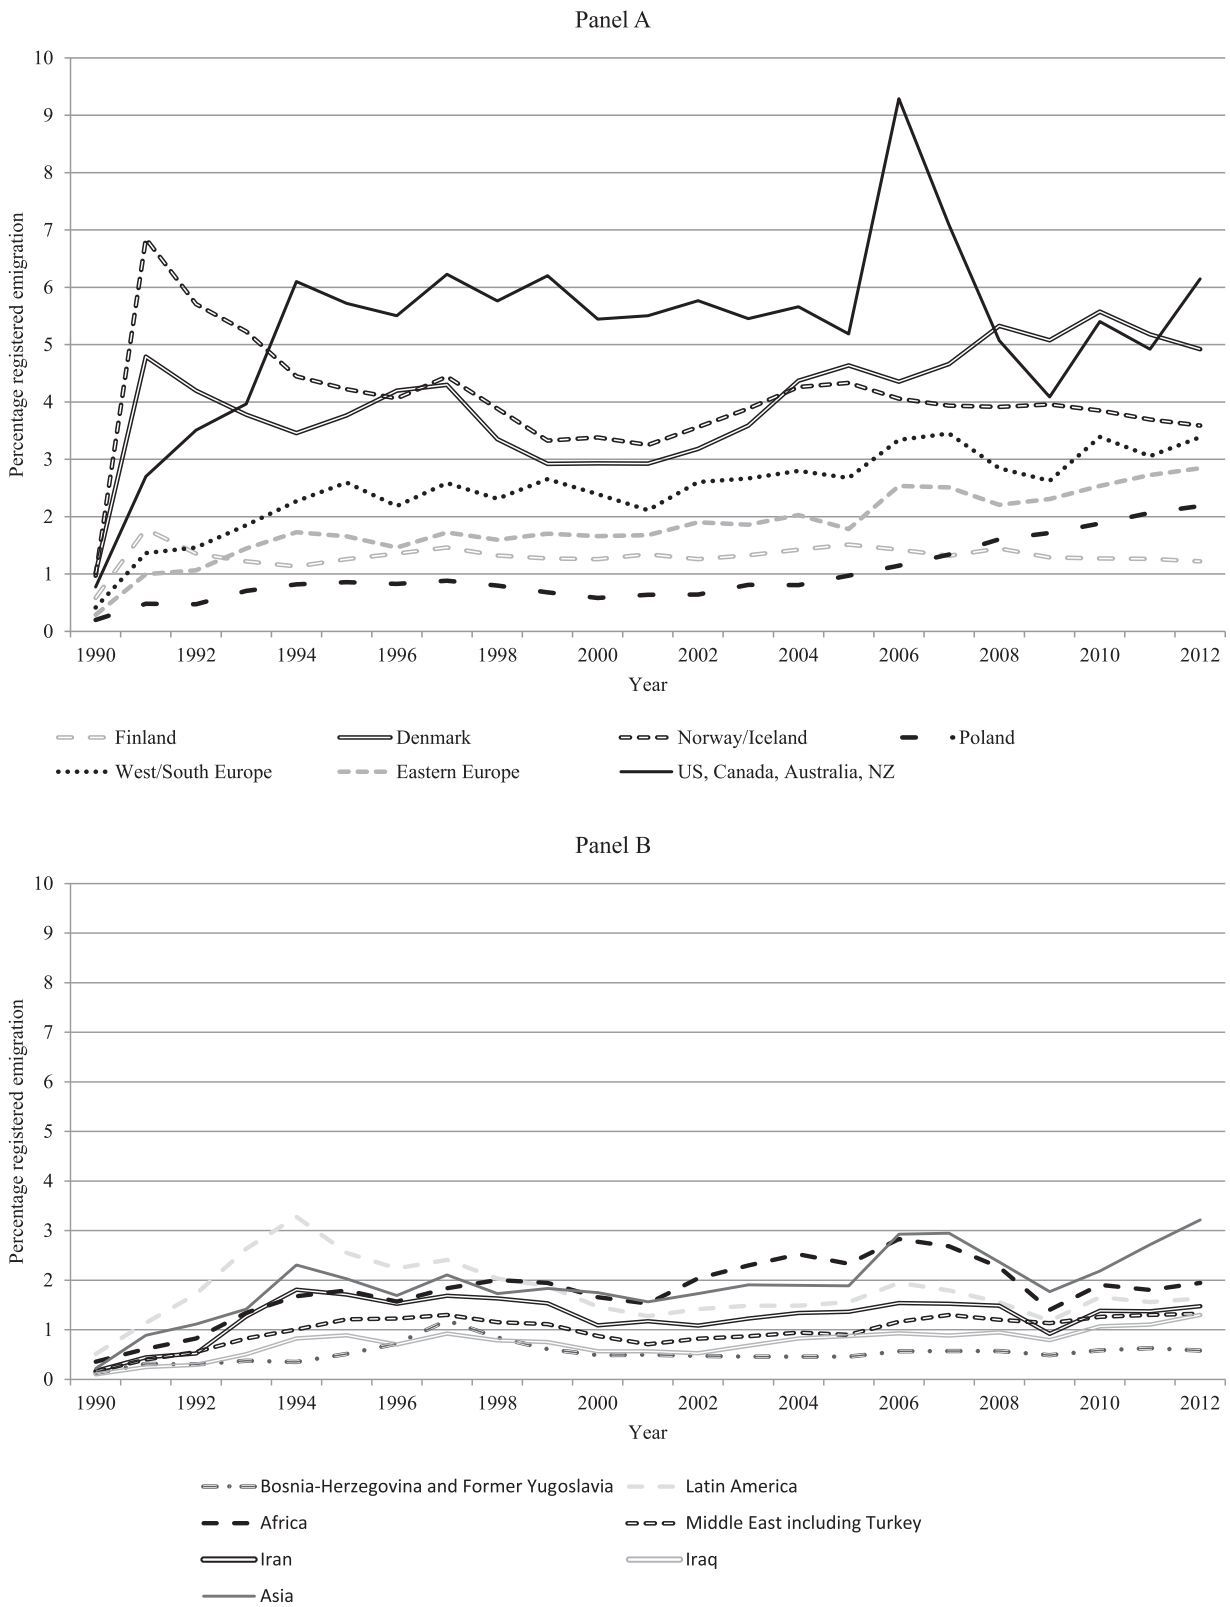 Panel A
10
9
8
7
6
5
4
3
2
1
0
Percentage registered emigration
1990 1992 1994 1996 1998 2000 2002 2004 2006 2008 2010 2012
Year
Finland Denmark Norway/Iceland Poland
West/South Europe Eastern Europe US, Canada, Australia, NZ
Panel B
10
9
8
7
6
5
4
3
2
1
0
Percentage registered emigration
1990 1992 1994 1996 1998 2000 2002 2004 2006 2008 2010 2012
Year
Bosnia-Herzegovina and Former Yugoslavia Latin America
Africa Middle East including Turkey
Iran Iraq
Asia